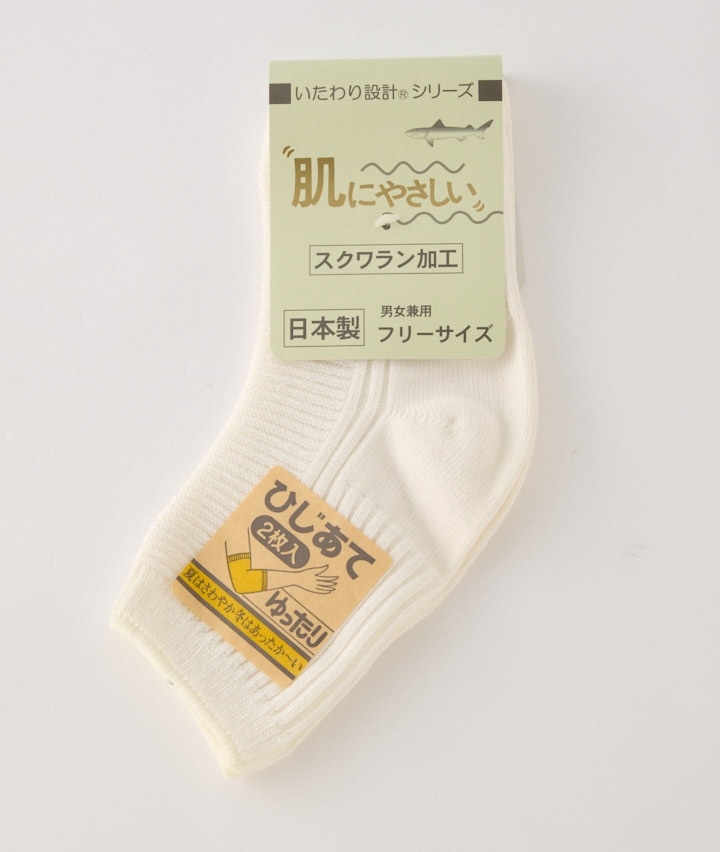 いたわり設計®シリーズ
〝肌にやさしい〟
スクワラン加工
日本製
男女兼用
フリーサイズ
ひじあて
2枚入
ゆったり
夏はさわやか冬はあったか〜い